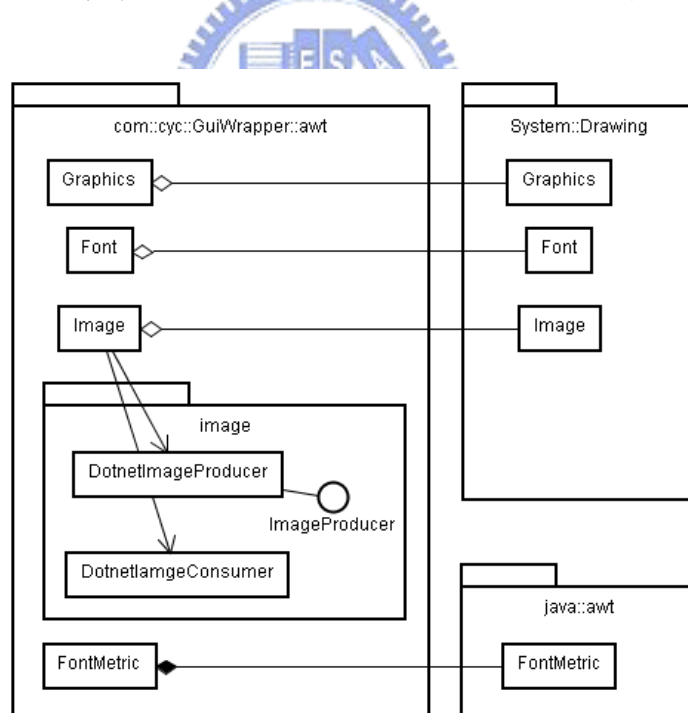 ESA
com::cyc::GuiWrapper::awt
System::Drawing
Graphics
Graphics
Font
Font
Image
Image
image
DotnetImageProducer
ImageProducer
DotnetIamgeConsumer
java::awt
FontMetric
FontMetric